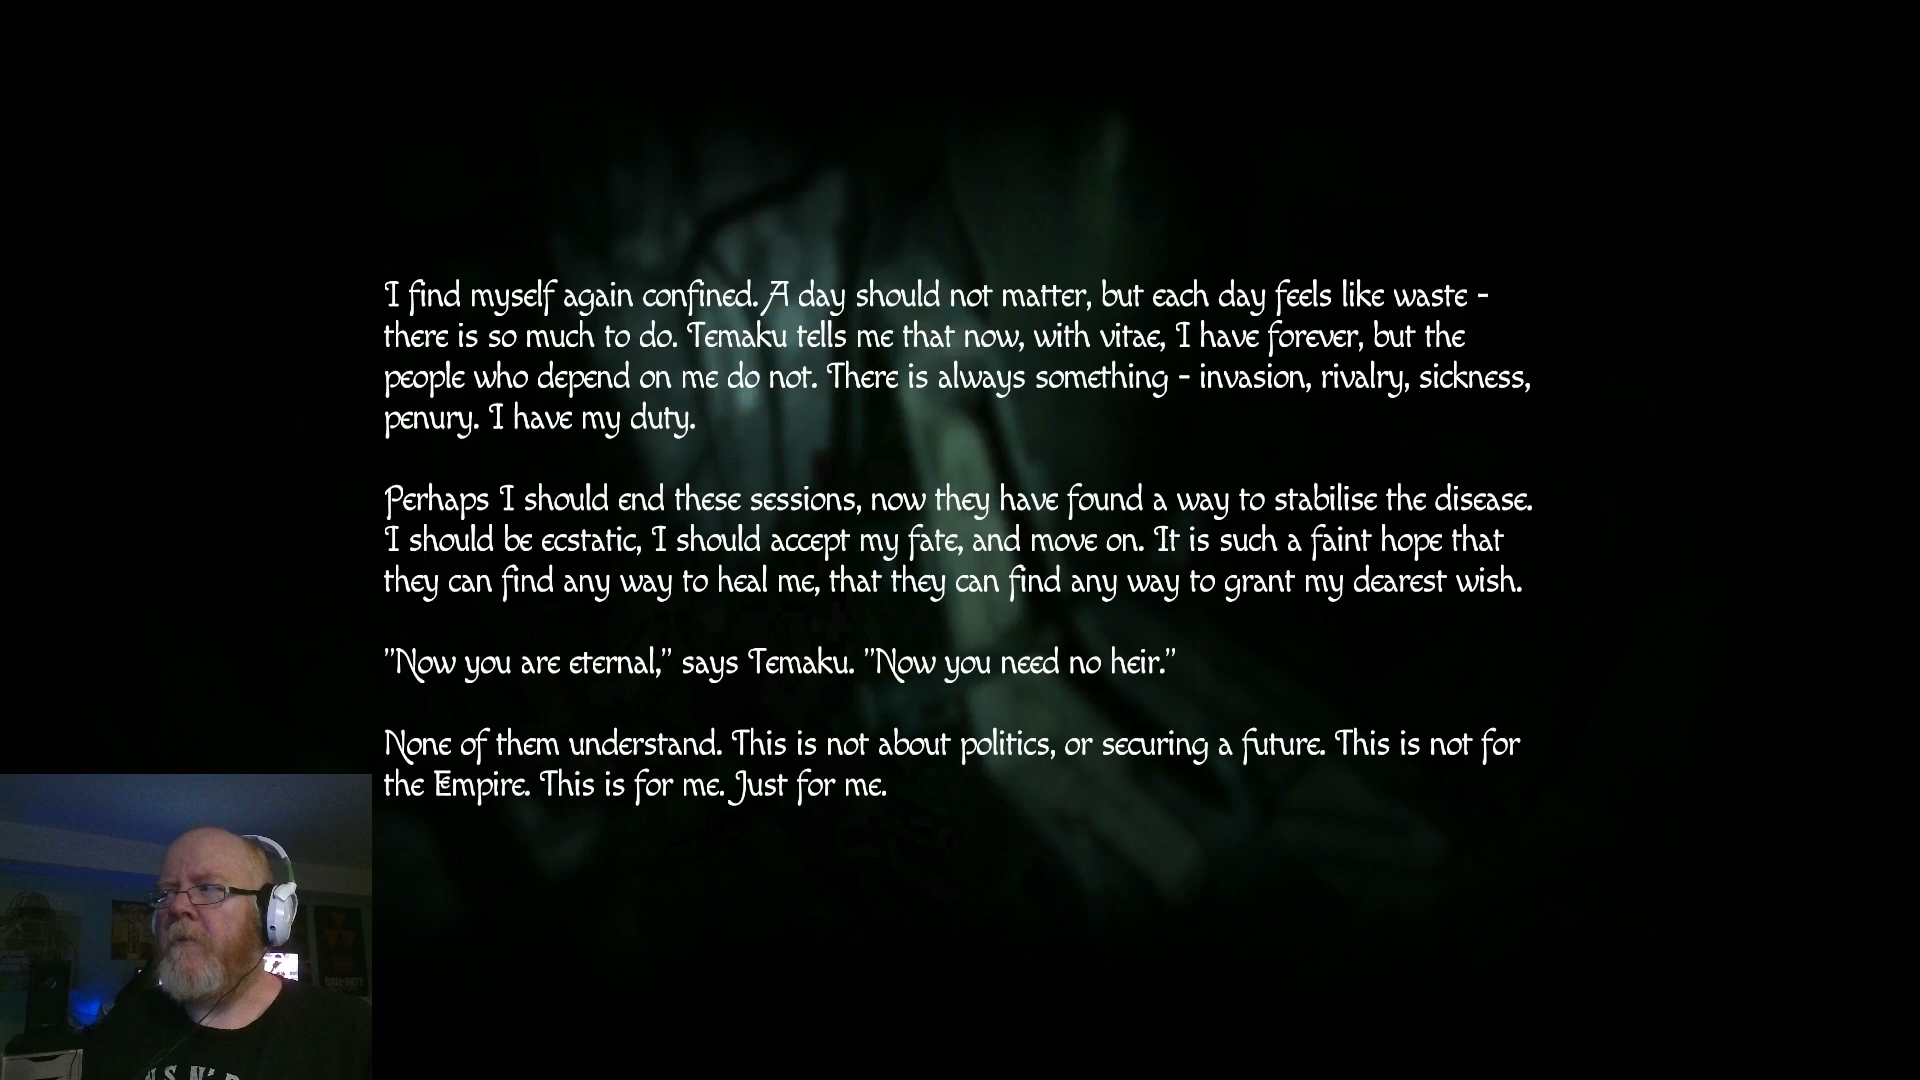 I find myself again confined. A day should not matter, but each day feels like waste -
there is so much to do. Temaku tells me that now, with vitae, I have forever, but the
people who depend on me do not. There is always something - invasion, rivalry, sickness,
penury. I have my duty.
Perhaps I should end these sessions, now they have found a way to stabilise the disease.
I should be ecstatic, I should accept my fate, and move on. It is such a faint hope that
they can find any way to heal me, that they can find any way to grant my dearest wish.
"Now you are eternal," says Temaku. "Now you need no heir."
None of them understand. This is not about politics, or securing a future. This is not for
the Empire. This is for me. Just for me.